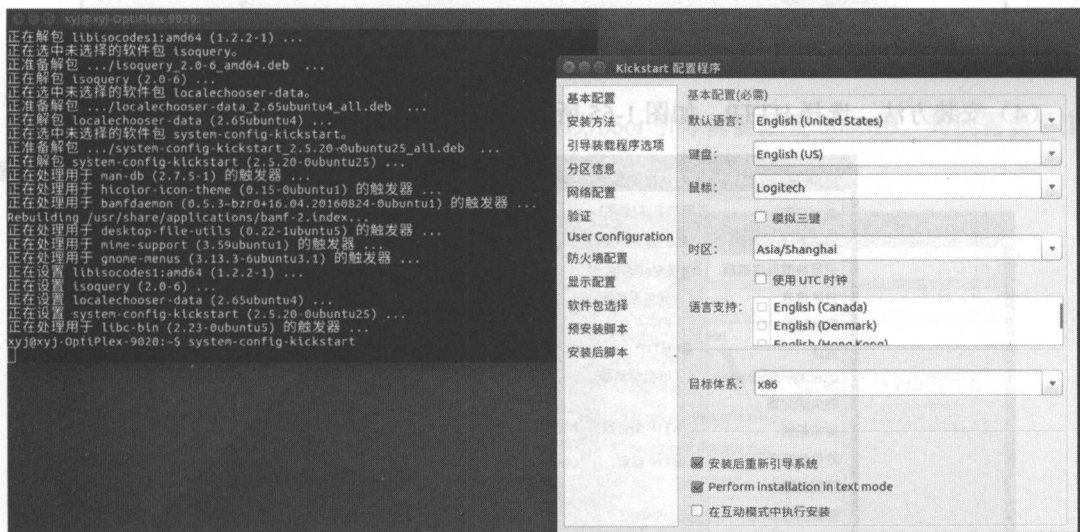 xyj@xyj-OptiPlex-9020: ~
正在解包 libisocodes1:amd64 (1.2.2-1) ...
正在选中未选择的软件包 isoquery。
正准备解包 .../isoquery_2.0-6_amd64.deb ...
正在解包 isoquery (2.0-6) ...
正在选中未选择的软件包 localechooser-data。
正准备解包 .../localechooser-data_2.65ubuntu4_all.deb ...
正在解包 localechooser-data (2.65ubuntu4) ...
正在选中未选择的软件包 system-config-kickstart。
正准备解包 .../system-config-kickstart_2.5.20-0ubuntu25_all.deb ...
正在解包 system-config-kickstart (2.5.20-0ubuntu25) ...
正在处理用于 man-db (2.7.5-1) 的触发器 ...
正在处理用于 hicolor-icon-theme (0.15-0ubuntu1) 的触发器 ...
正在处理用于 bamfdaemon (0.5.3~bzr0+16.04.20160824-0ubuntu1) 的触发器 ...
Rebuilding /usr/share/applications/bamf-2.index...
正在处理用于 desktop-file-utils (0.22-1ubuntu5) 的触发器 ...
正在处理用于 mime-support (3.59ubuntu1) 的触发器 ...
正在处理用于 gnome-menus (3.13.3-6ubuntu3.1) 的触发器 ...
正在设置 libisocodes1:amd64 (1.2.2-1) ...
正在设置 isoquery (2.0-6) ...
正在设置 localechooser-data (2.65ubuntu4) ...
正在设置 system-config-kickstart (2.5.20-0ubuntu25) ...
正在处理用于 libc-bin (2.23-0ubuntu5) 的触发器 ...
xyj@xyj-OptiPlex-9020:~$ system-config-kickstart
Kickstart 配置程序
基本配置
安装方法
引导装载程序选项
分区信息
网络配置
验证
User Configuration
防火墙配置
显示配置
软件包选择
预安装脚本
安装后脚本
基本配置(必需)
默认语言: English (United States)
键盘: English (US)
鼠标: Logitech
模拟三键
时区: Asia/Shanghai
使用 UTC 时钟
语言支持: English (Canada)
English (Denmark)
English (Hong Kong)
目标体系: x86
安装后重新引导系统
Perform installation in text mode
在互动模式中执行安装